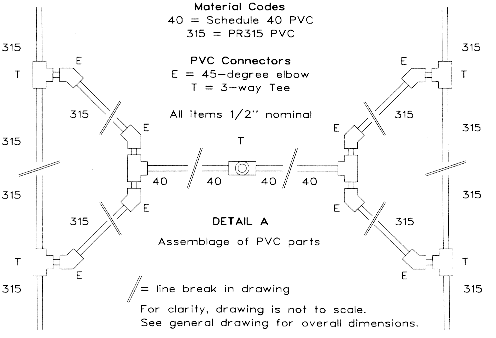 Material Codes
40 = Schedule 40 PVC
315 = PR315 PVC
315
315
E
E
PVC Connectors
E = 45-degree elbow
T = 3-way Tee
T
T
315
315
All items 1/2" nominal
E
E
T
315
315
40
40
40
40
315
315
E
E
315
315
DETAIL A
Assemblage of PVC parts
T
T
E
E
315
315
= line break in drawing
For clarity, drawing is not to scale.
See general drawing for overall dimensions.